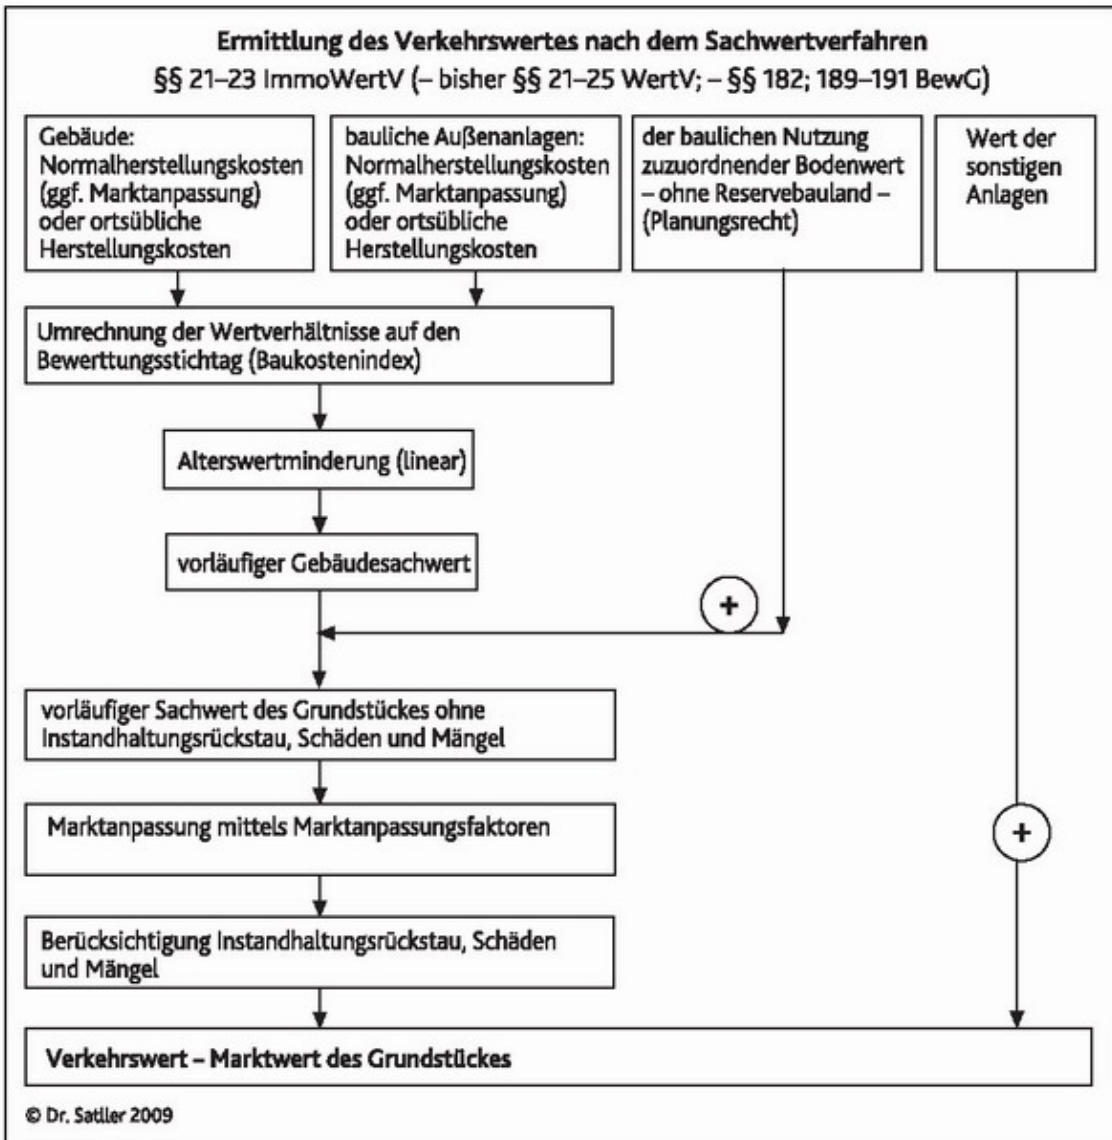 Ermittlung des Verkehrswertes nach dem Sachwertverfahren
§§ 21–23 ImmoWertV (– bisher §§ 21–25 WertV; – §§ 182; 189–191 BewG)
Gebäude:
Normalherstellungskosten
(ggf. Marktanpassung)
oder ortsübliche
Herstellungskosten
bauliche Außenanlagen:
Normalherstellungskosten
(ggf. Marktanpassung)
oder ortsübliche
Herstellungskosten
der baulichen Nutzung
zuzuordnender Bodenwert
– ohne Reservebauland –
(Planungsrecht)
Wert der
sonstigen
Anlagen
Umrechnung der Wertverhältnisse auf den
Bewerttungsstichtag (Baukostenindex)
Alterswertminderung (linear)
vorläufiger Gebäudesachwert
+
vorläufiger Sachwert des Grundstückes ohne
Instandhaltungsrückstau, Schäden und Mängel
Marktanpassung mittels Marktanpassungsfaktoren
+
Berücksichtigung Instandhaltungsrückstau, Schäden
und Mängel
Verkehrswert – Marktwert des Grundstückes
© Dr. Satller 2009